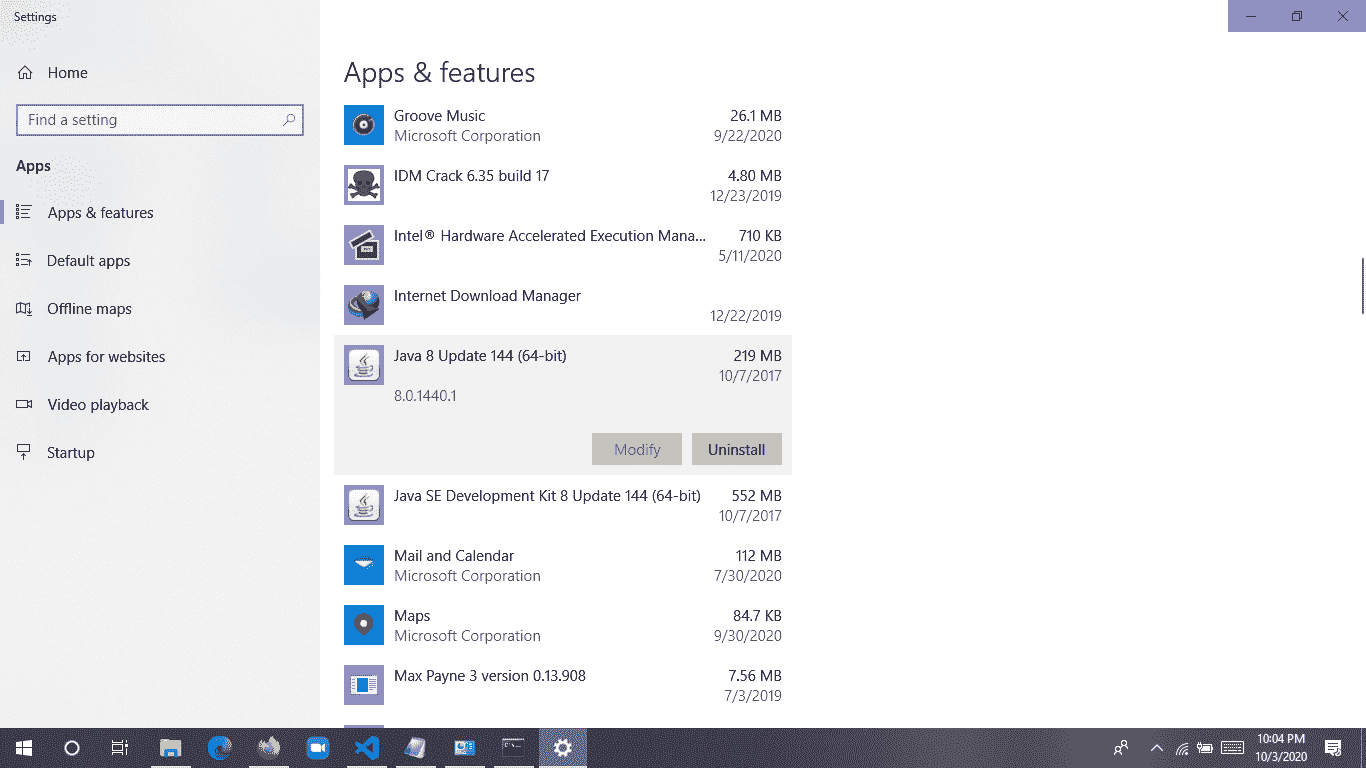 Settings
Home
Find a setting
Apps
Apps & features
Default apps
Offline maps
Apps for websites
Video playback
Startup
Apps & features
Groove Music 26.1 MB
Microsoft Corporation 9/22/2020
IDM Crack 6.35 build 17 4.80 MB
12/23/2019
Intel® Hardware Accelerated Execution Mana... 710 KB
5/11/2020
Internet Download Manager
12/22/2019
Java 8 Update 144 (64-bit) 219 MB
10/7/2017
8.0.1440.1
Modify Uninstall
Java SE Development Kit 8 Update 144 (64-bit) 552 MB
10/7/2017
Mail and Calendar 112 MB
Microsoft Corporation 7/30/2020
Maps 84.7 KB
Microsoft Corporation 9/30/2020
Max Payne 3 version 0.13.908 7.56 MB
7/3/2019
10:04 PM
10/3/2020